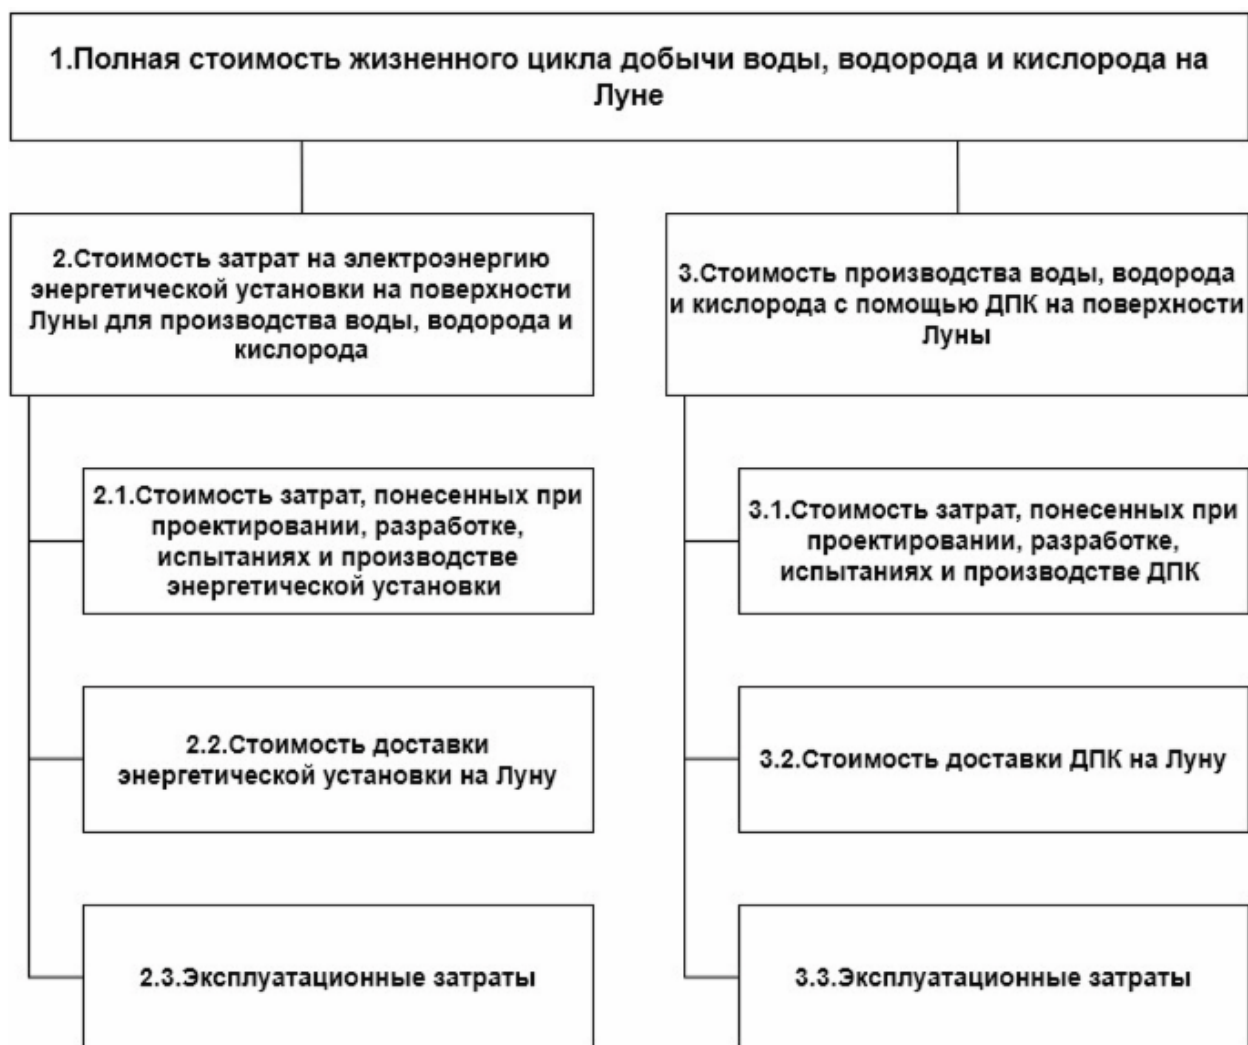 1.Полная стоимость жизненного цикла добычи воды, водорода и кислорода на
Луне
2.Стоимость затрат на электроэнергию
энергетической установки на поверхности
Луны для производства воды, водорода и
кислорода
3.Стоимость производства воды, водорода
и кислорода с помощью ДПК на поверхности
Луны
2.1.Стоимость затрат, понесенных при
проектировании, разработке,
испытаниях и производстве
энергетической установки
3.1.Стоимость затрат, понесенных при
проектировании, разработке,
испытаниях и производстве ДПК
2.2.Стоимость доставки
энергетической установки на Луну
3.2.Стоимость доставки ДПК на Луну
2.3.Эксплуатационные затраты
3.3.Эксплуатационные затраты